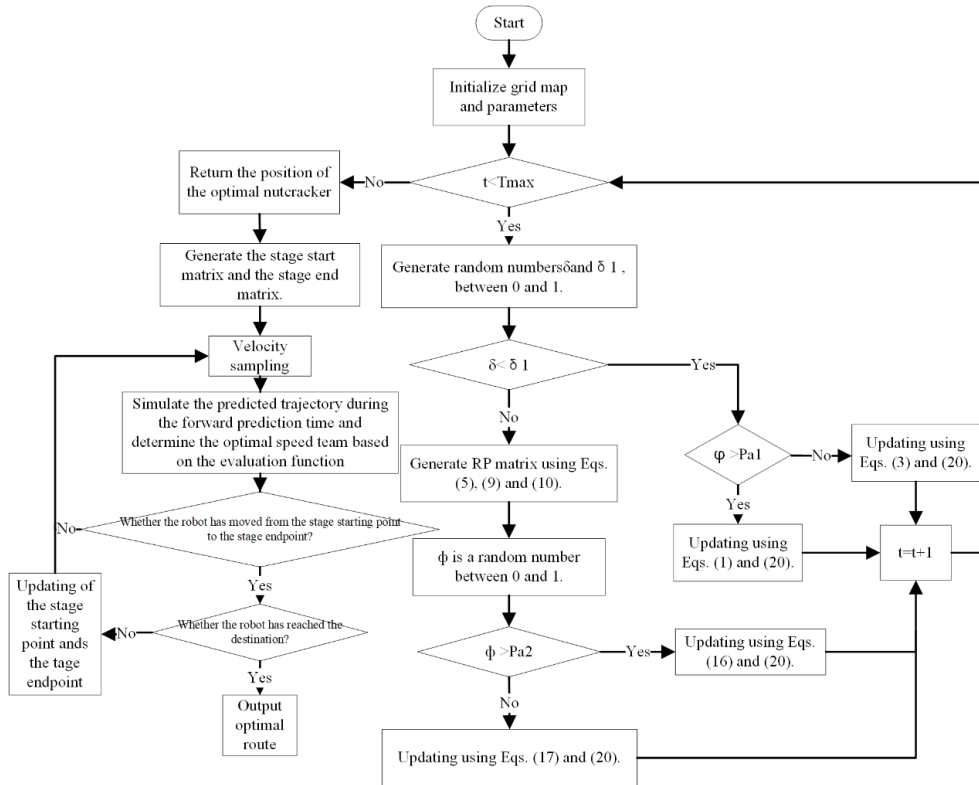 Start
Initialize grid map
and parameters
t<Tmax
No
Return the position of
the optimal nutcracker
Generate the stage start
matrix and the stage end
matrix.
Velocity
sampling
Simulate the predicted trajectory during
the forward prediction time and
determine the optimal speed team based
on the evaluation function
Whether the robot has moved from the stage starting point
to the stage endpoint?
No
Yes
Whether the robot has reached the
destination?
No
Updating of
the stage
starting
point ands
the tage
endpoint
Yes
Output
optimal
route
Yes
Generate random numbersδand δ 1 ,
between 0 and 1.
δ< δ 1
Yes
No
Generate RP matrix using Eqs.
(5), (9) and (10).
ф is a random number
between 0 and 1.
ф >Pa2
Yes
Updating using Eqs.
(16) and (20).
No
Updating using Eqs. (17) and (20).
φ >Pa1
No
Updating using
Eqs. (3) and (20).
Yes
Updating using
Eqs. (1) and (20).
t=t+1